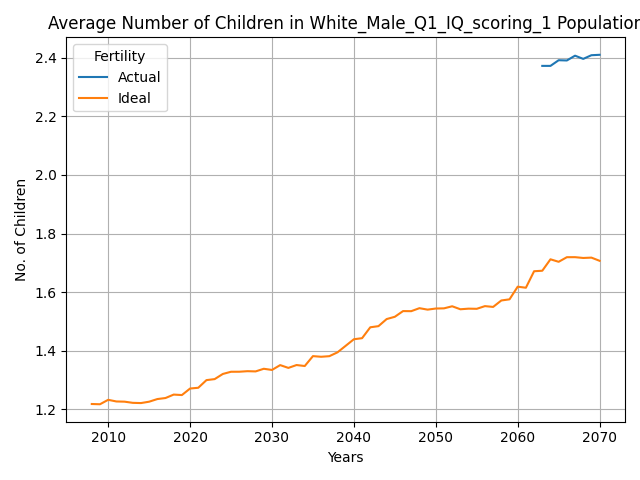 Average Number of Children in White_Male_Q1_IQ_scoring_1 Population
Fertility
Actual
Ideal
2.4
2.2
2.0
1.8
1.6
1.4
1.2
No. of Children
2010 2020 2030 2040 2050 2060 2070
Years